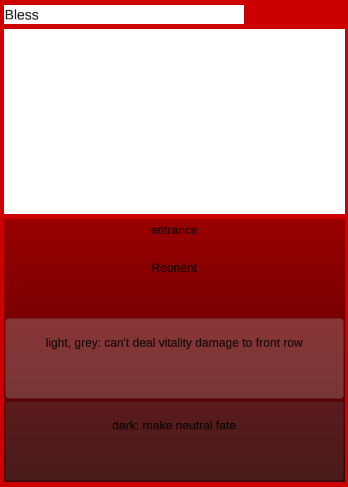 Bless
entrance
Reorient
light, grey: can't deal vitality damage to front row
dark: make neutral fate